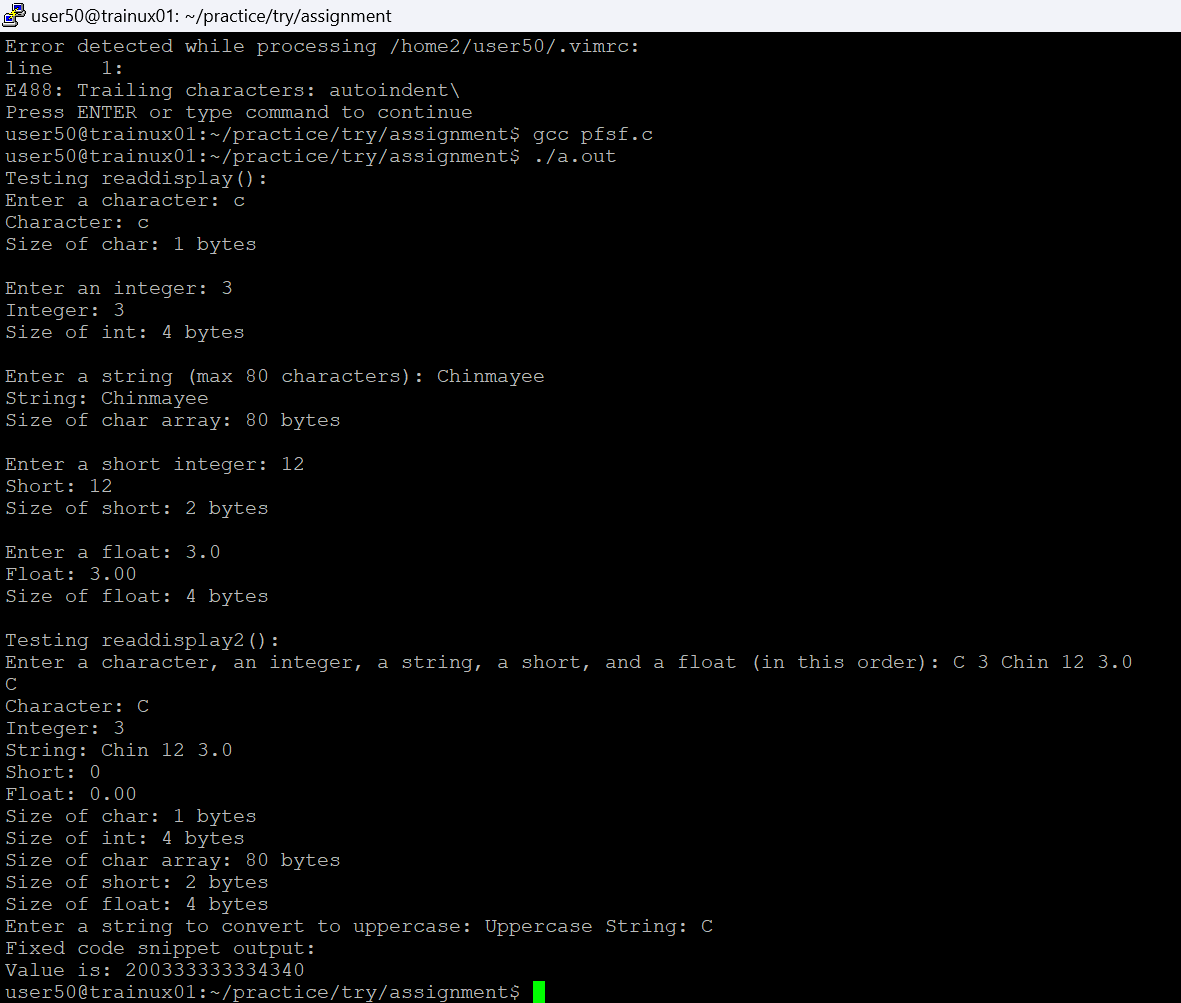 user50@trainux01: ~/practice/try/assignment
Error detected while processing /home2/user50/.vimrc:
line    1:
E488: Trailing characters: autoindent\
Press ENTER or type command to continue
user50@trainux01:~/practice/try/assignment$ gcc pfsf.c
user50@trainux01:~/practice/try/assignment$ ./a.out
Testing readdisplay():
Enter a character: c
Character: c
Size of char: 1 bytes
Enter an integer: 3
Integer: 3
Size of int: 4 bytes
Enter a string (max 80 characters): Chinmayee
String: Chinmayee
Size of char array: 80 bytes
Enter a short integer: 12
Short: 12
Size of short: 2 bytes
Enter a float: 3.0
Float: 3.00
Size of float: 4 bytes
Testing readdisplay2():
Enter a character, an integer, a string, a short, and a float (in this order): C 3 Chin 12 3.0
C
Character: C
Integer: 3
String: Chin 12 3.0
Short: 0
Float: 0.00
Size of char: 1 bytes
Size of int: 4 bytes
Size of char array: 80 bytes
Size of short: 2 bytes
Size of float: 4 bytes
Enter a string to convert to uppercase: Uppercase String: C
Fixed code snippet output:
Value is: 200333333334340
user50@trainux01:~/practice/try/assignment$